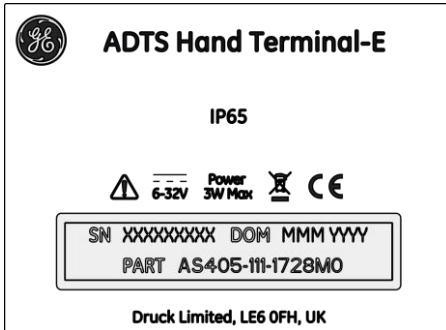 GE
ADTS Hand Terminal-E
IP65
6-32V Power 3W Max CE
SN XXXXXXXXX DOM MMM YYYY
PART AS405-111-1728M0
Druck Limited, LE6 0FH, UK